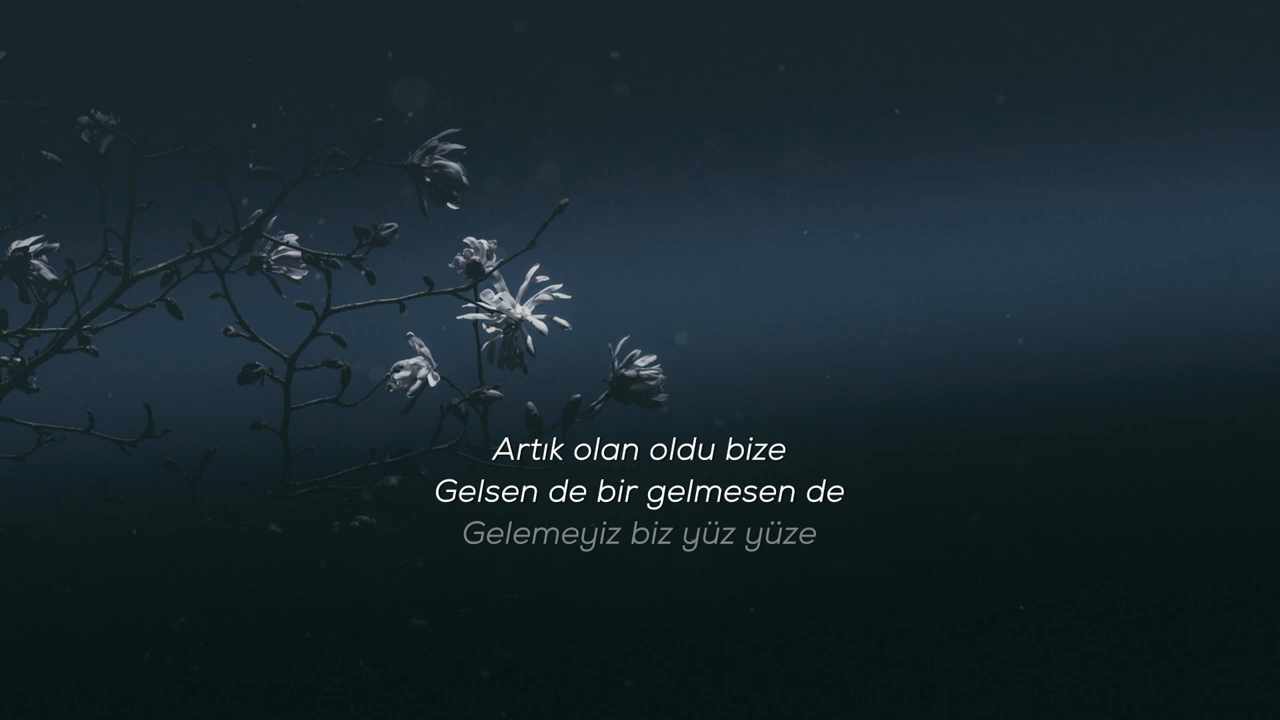 Artık olan oldu bize
Gelsen de bir gelmesen de
Gelemeyiz biz yüz yüze